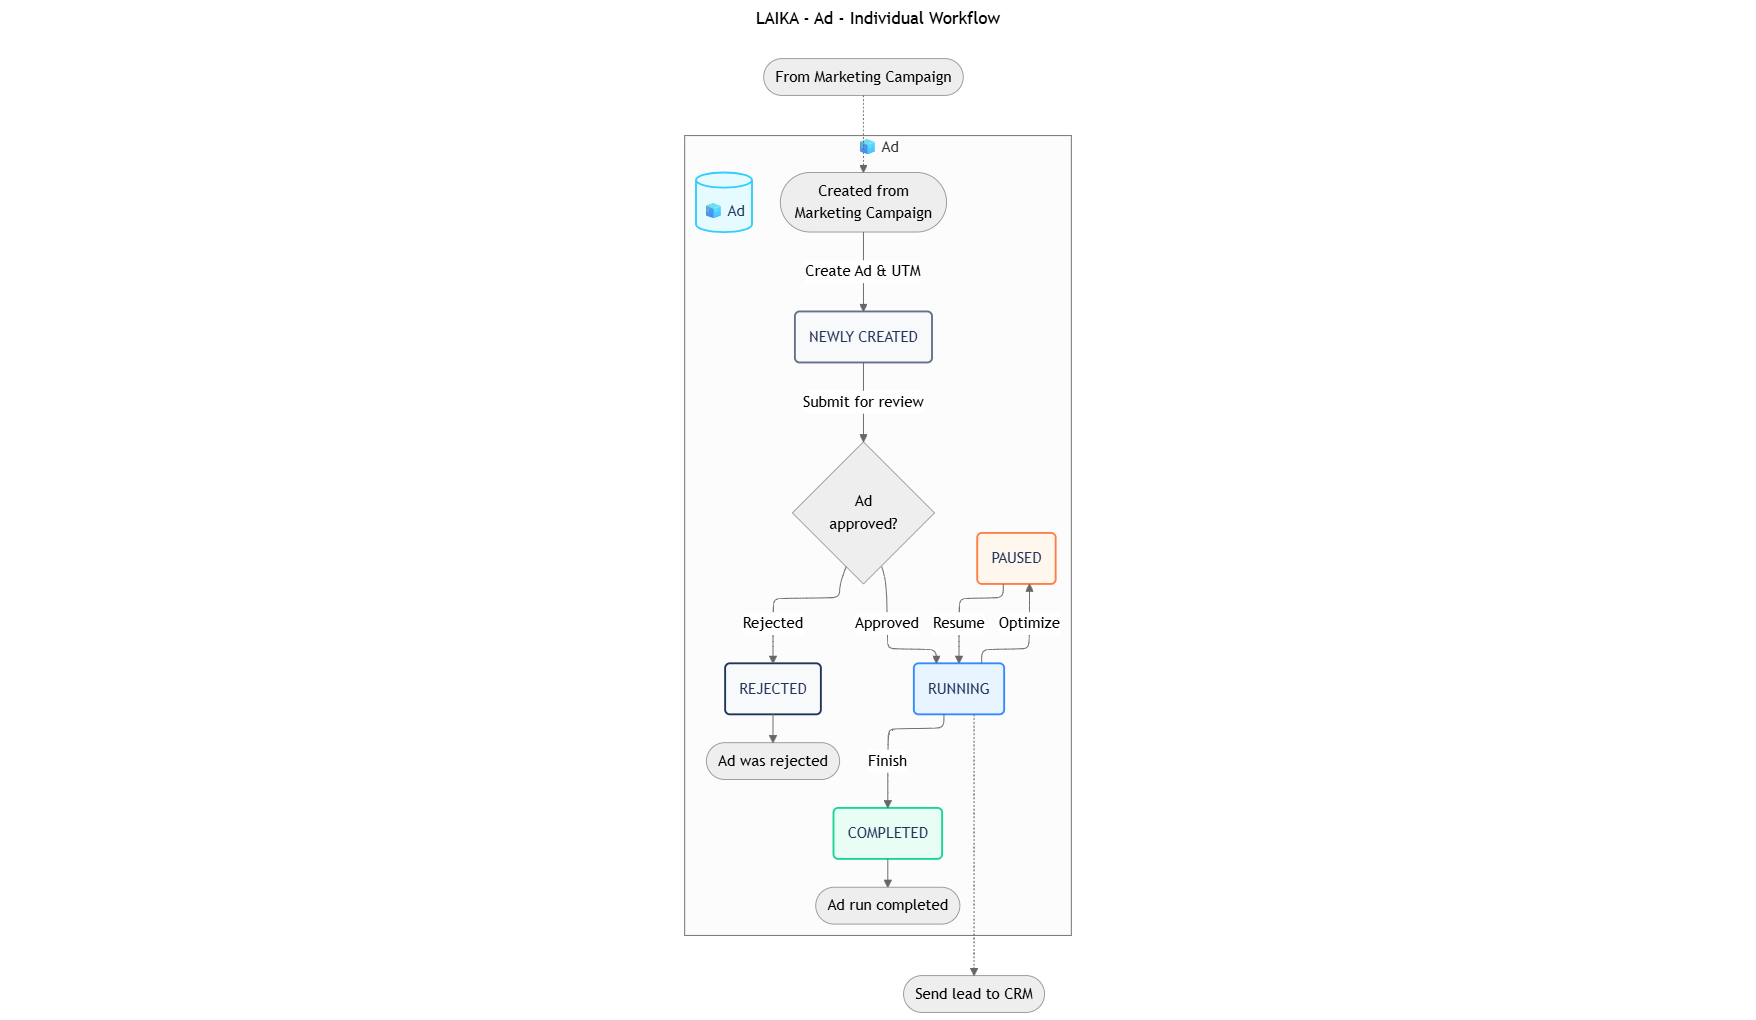 LAIKA - Ad - Individual Workflow
From Marketing Campaign
Ad
Ad
Created from
Marketing Campaign
Create Ad & UTM
NEWLY CREATED
Submit for review
Ad
approved?
PAUSED
Rejected
Approved
Resume
Optimize
REJECTED
RUNNING
Ad was rejected
Finish
COMPLETED
Ad run completed
Send lead to CRM